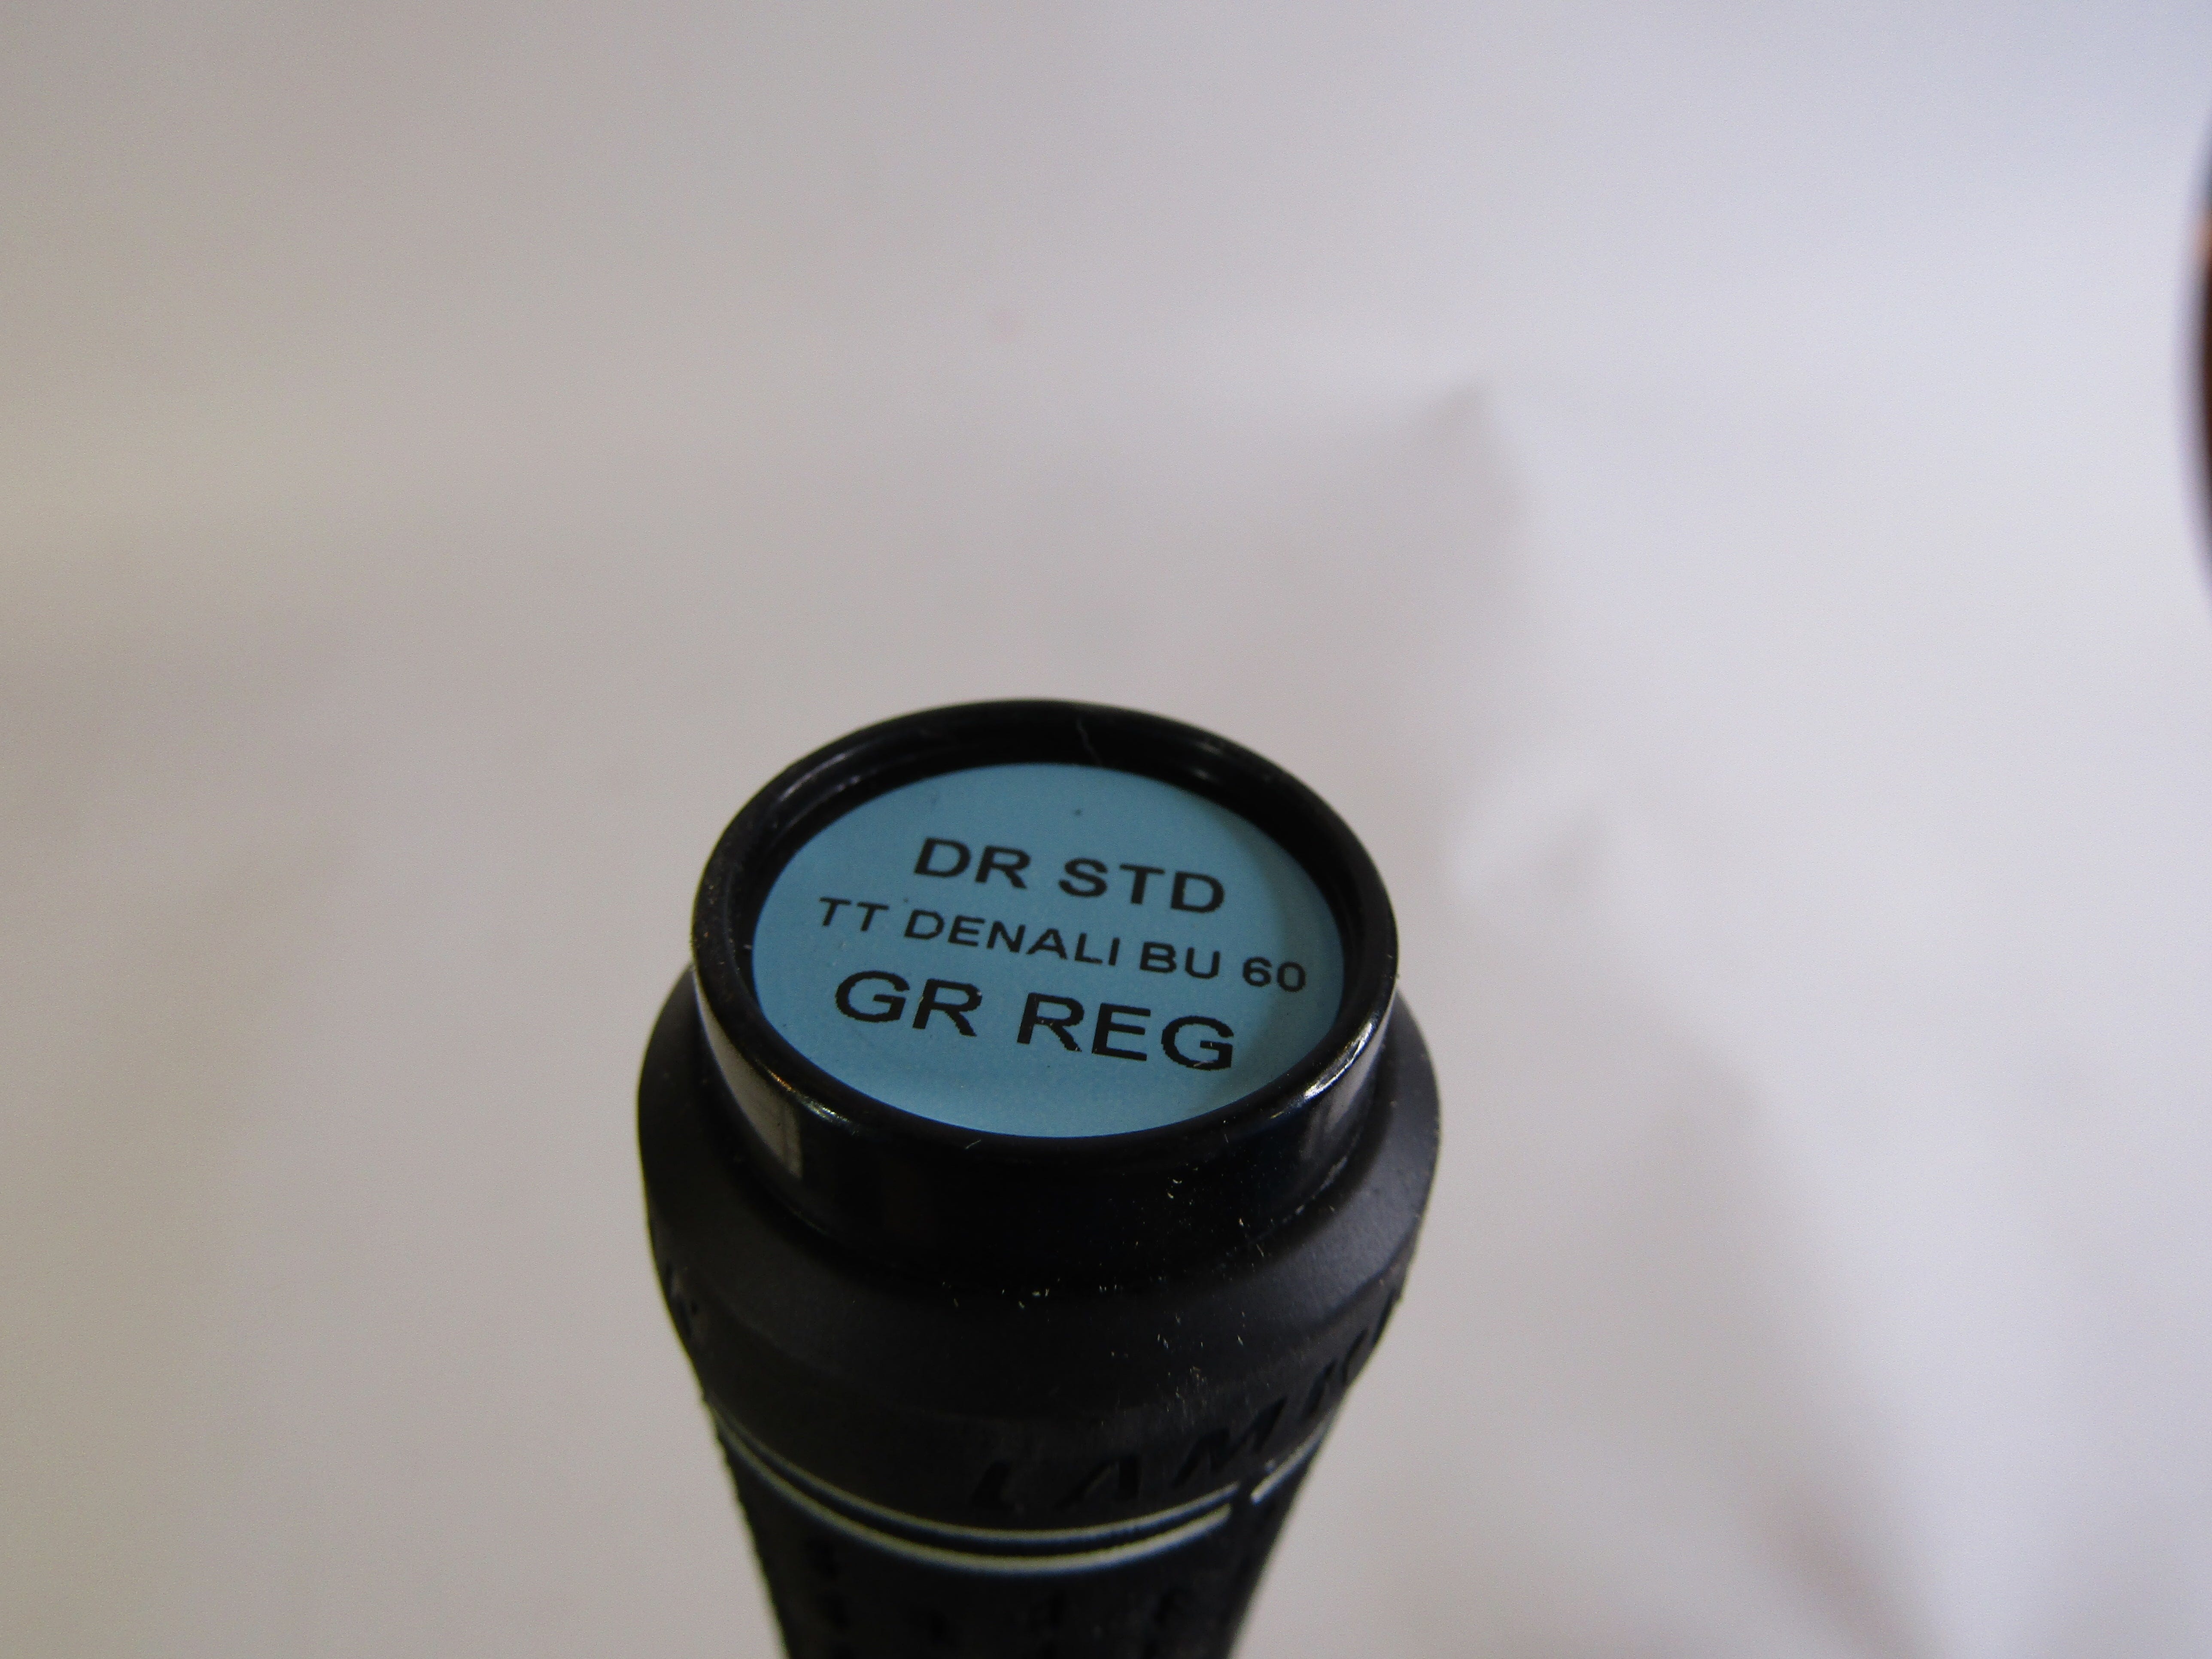 DR STD
TT DENALI BU 60
GR REG